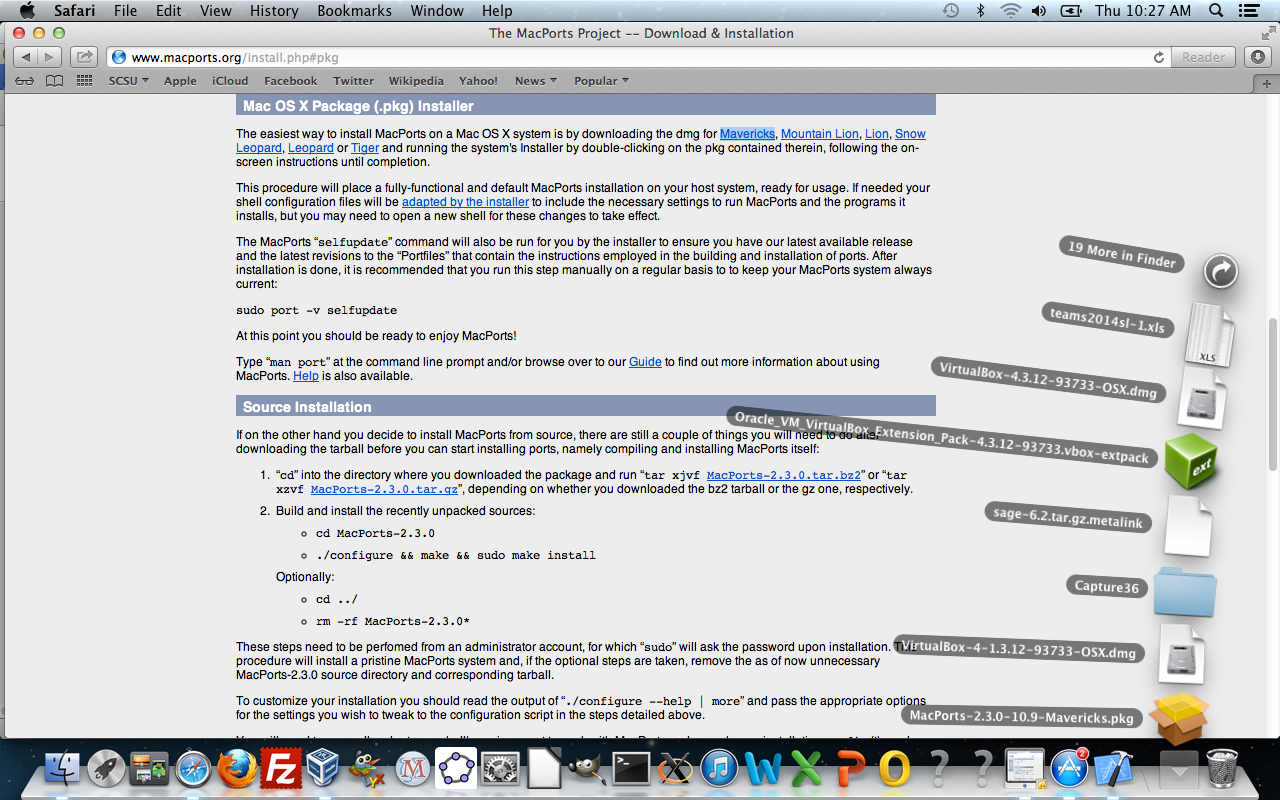 Safari File Edit View History Bookmarks Window Help Thu 10:27 AM
The MacPorts Project -- Download & Installation
www.macports.org/install.php#pkg Reader
SCSU Apple iCloud Facebook Twitter Wikipedia Yahoo! News Popular
Mac OS X Package (.pkg) Installer
The easiest way to install MacPorts on a Mac OS X system is by downloading the dmg for Mavericks, Mountain Lion, Lion, Snow
Leopard, Leopard or Tiger and running the system's Installer by double-clicking on the pkg contained therein, following the on-
screen instructions until completion.
This procedure will place a fully-functional and default MacPorts installation on your host system, ready for usage. If needed your
shell configuration files will be adapted by the installer to include the necessary settings to run MacPorts and the programs it
installs, but you may need to open a new shell for these changes to take effect.
The MacPorts “selfupdate” command will also be run for you by the installer to ensure you have our latest available release
and the latest revisions to the “Portfiles” that contain the instructions employed in the building and installation of ports. After
installation is done, it is recommended that you run this step manually on a regular basis to to keep your MacPorts system always
current:
sudo port -v selfupdate
At this point you should be ready to enjoy MacPorts!
Type “man port” at the command line prompt and/or browse over to our Guide to find out more information about using
MacPorts. Help is also available.
Source Installation
If on the other hand you decide to install MacPorts from source, there are still a couple of things you will need to do after
downloading the tarball before you can start installing ports, namely compiling and installing MacPorts itself:
1. “cd” into the directory where you downloaded the package and run “tar xjvf MacPorts-2.3.0.tar.bz2” or “tar
xzvf MacPorts-2.3.0.tar.gz”, depending on whether you downloaded the bz2 tarball or the gz one, respectively.
2. Build and install the recently unpacked sources:
cd MacPorts-2.3.0
./configure && make && sudo make install
Optionally:
cd ../
rm -rf MacPorts-2.3.0*
These steps need to be perfomed from an administrator account, for which “sudo” will ask the password upon installation. This
procedure will install a pristine MacPorts system and, if the optional steps are taken, remove the as of now unnecessary
MacPorts-2.3.0 source directory and corresponding tarball.
To customize your installation you should read the output of “./configure --help | more” and pass the appropriate options
for the settings you wish to tweak to the configuration script in the steps detailed above.
19 More in Finder
teams2014sl-1.xls
XLS
VirtualBox-4.3.12-93733-OSX.dmg
Oracle_VM_VirtualBox_Extension_Pack-4.3.12-93733.vbox-extpack
ext
sage-6.2.tar.gz.metalink
Capture36
VirtualBox-4-1.3.12-93733-OSX.dmg
MacPorts-2.3.0-10.9-Mavericks.pkg
Fz
M
W X P O ? ? 2